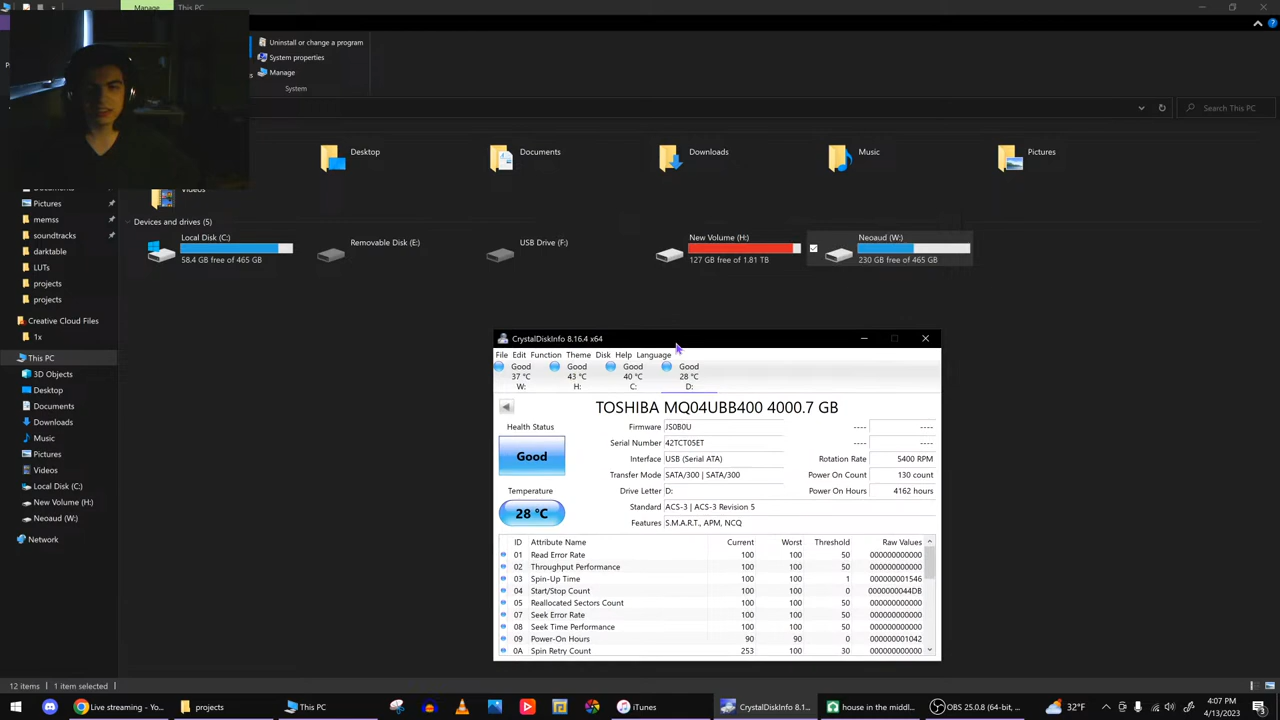 Manage This PC
Uninstall or change a program
System properties
Manage
System
Search This PC
Desktop Documents Downloads Music Pictures
Videos
Devices and drives (5)
Local Disk (C:)
58.4 GB free of 465 GB
Removable Disk (E:)
USB Drive (F:)
New Volume (H:)
127 GB free of 1.81 TB
Neoaud (W:)
230 GB free of 465 GB
Documents
Pictures
memss
soundtracks
darktable
LUTs
projects
projects
Creative Cloud Files
1x
This PC
3D Objects
Desktop
Documents
Downloads
Music
Pictures
Videos
Local Disk (C:)
New Volume (H:)
Neoaud (W:)
Network
CrystalDiskInfo 8.16.4 x64
File Edit Function Theme Disk Help Language
Good Good Good Good
37 °C 43 °C 40 °C 28 °C
W: H: C: D:
TOSHIBA MQ04UBB400 4000.7 GB
Health Status
Good
Temperature
28 °C
Firmware JS0B0U ---- ----
Serial Number 42TCT05ET ---- ----
Interface USB (Serial ATA) Rotation Rate 5400 RPM
Transfer Mode SATA/300 | SATA/300 Power On Count 130 count
Drive Letter D: Power On Hours 4162 hours
Standard ACS-3 | ACS-3 Revision 5
Features S.M.A.R.T., APM, NCQ
ID Attribute Name Current Worst Threshold Raw Values
01 Read Error Rate 100 100 50 000000000000
02 Throughput Performance 100 100 50 000000000000
03 Spin-Up Time 100 100 1 000000001546
04 Start/Stop Count 100 100 0 0000000044DB
05 Reallocated Sectors Count 100 100 50 000000000000
07 Seek Error Rate 100 100 50 000000000000
08 Seek Time Performance 100 100 50 000000000000
09 Power-On Hours 90 90 0 000000001042
0A Spin Retry Count 253 100 30 000000000000
12 items 1 item selected
Live streaming - Yo... projects This PC iTunes CrystalDiskInfo 8.1... house in the middl... OBS 25.0.8 (64-bit, ... 32°F
4:07 PM
4/13/2023